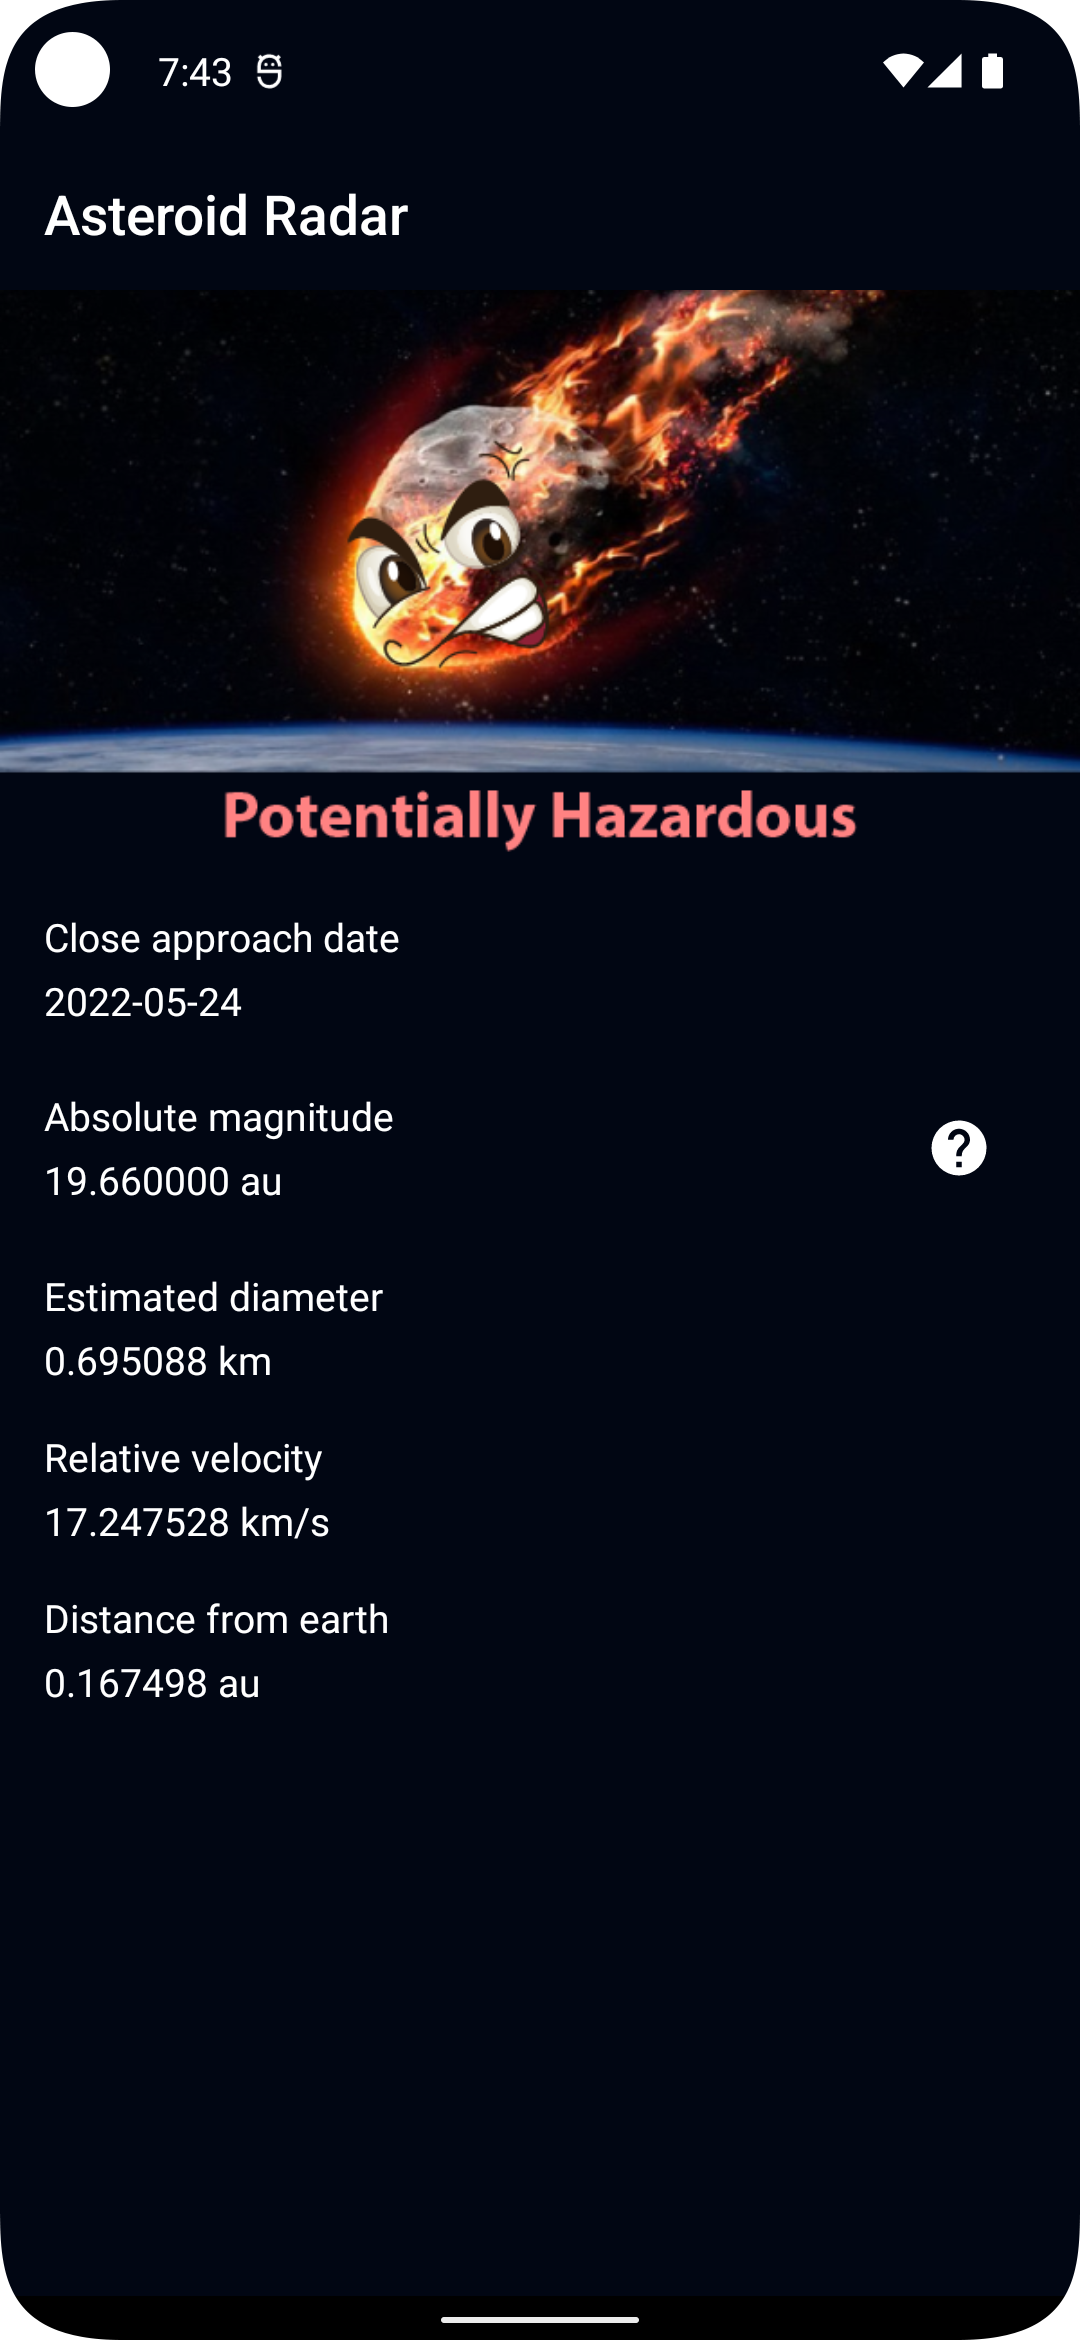 7:43
Asteroid Radar
Potentially Hazardous
Close approach date
2022-05-24
Absolute magnitude
19.660000 au
?
Estimated diameter
0.695088 km
Relative velocity
17.247528 km/s
Distance from earth
0.167498 au